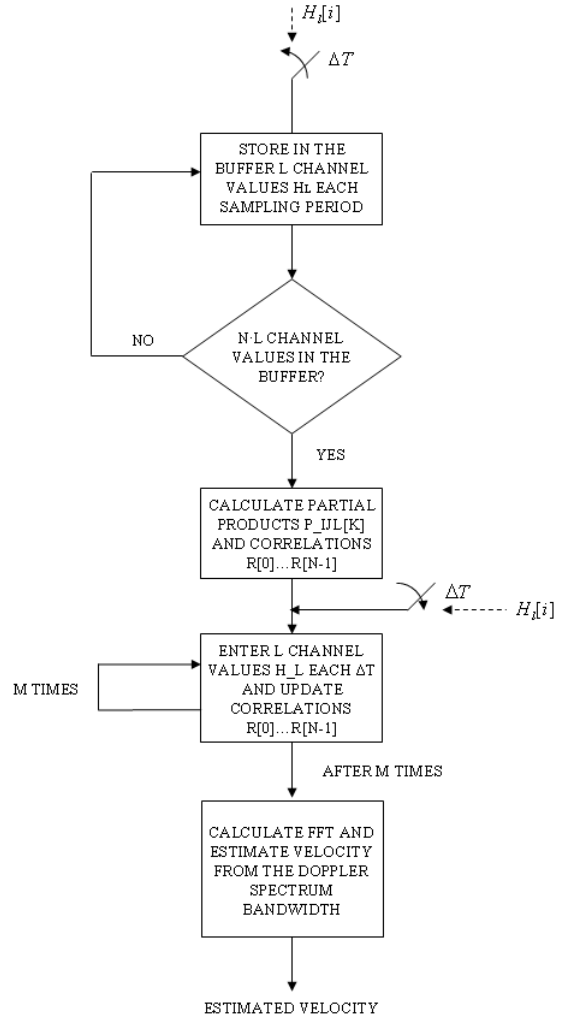 H_l[i]
ΔT
STORE IN THE
BUFFER L CHANNEL
VALUES HL EACH
SAMPLING PERIOD
N·L CHANNEL
VALUES IN THE
BUFFER?
NO
YES
CALCULATE PARTIAL
PRODUCTS P_IJL[K]
AND CORRELATIONS
R[0]...R[N-1]
ΔT
H_l[i]
ENTER L CHANNEL
VALUES H_L EACH ΔT
AND UPDATE
CORRELATIONS
R[0]...R[N-1]
M TIMES
AFTER M TIMES
CALCULATE FFT AND
ESTIMATE VELOCITY
FROM THE DOPPLER
SPECTRUM
BANDWIDTH
ESTIMATED VELOCITY